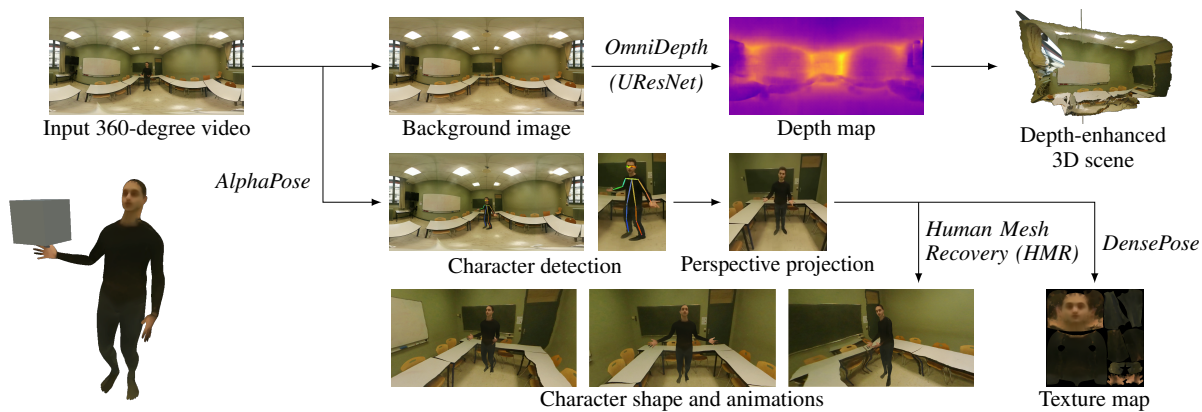 OmniDepth
(UResNet)
Input 360-degree video
Background image
Depth map
Depth-enhanced
3D scene
AlphaPose
Character detection
Perspective projection
Human Mesh
Recovery (HMR)
DensePose
Character shape and animations
Texture map